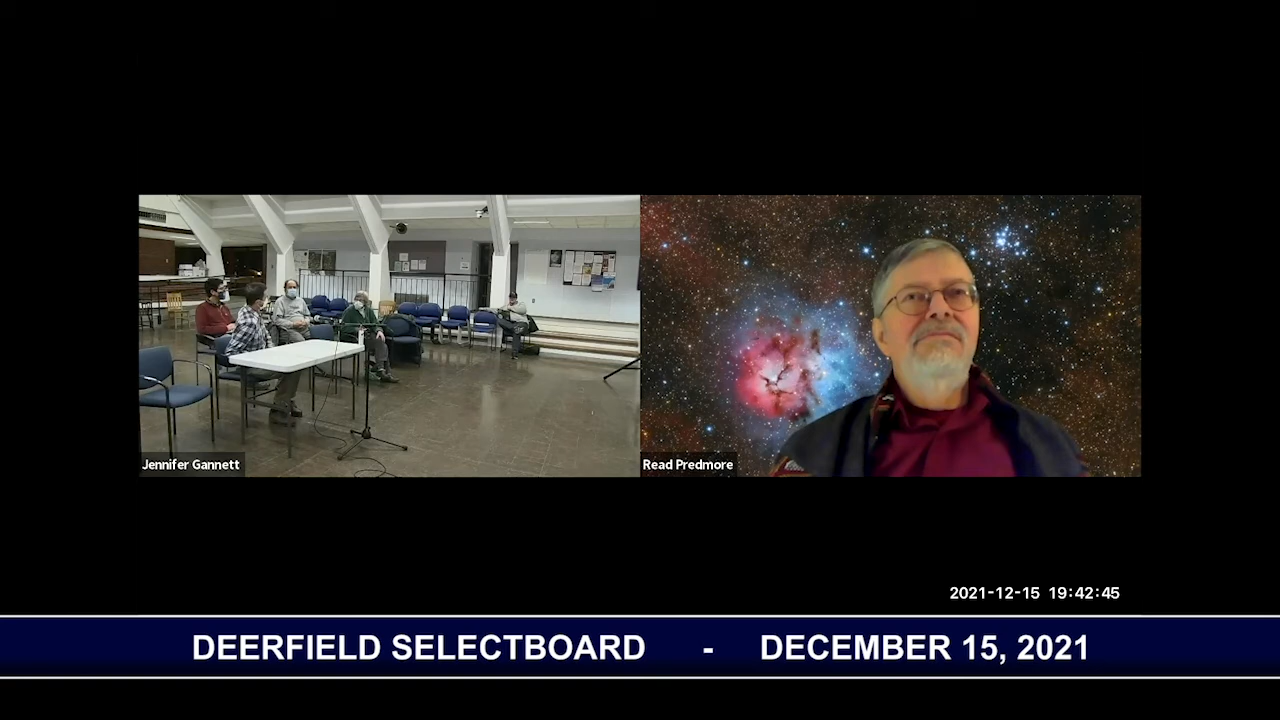 Jennifer Gannett
Read Predmore
2021-12-15 19:42:45
DEERFIELD SELECTBOARD - DECEMBER 15, 2021